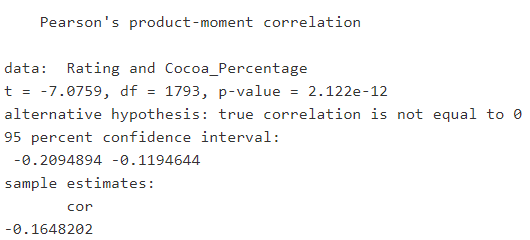 Pearson's product-moment correlation
data:  Rating and Cocoa_Percentage
t = -7.0759, df = 1793, p-value = 2.122e-12
alternative hypothesis: true correlation is not equal to 0
95 percent confidence interval:
 -0.2094894 -0.1194644
sample estimates:
       cor
-0.1648202